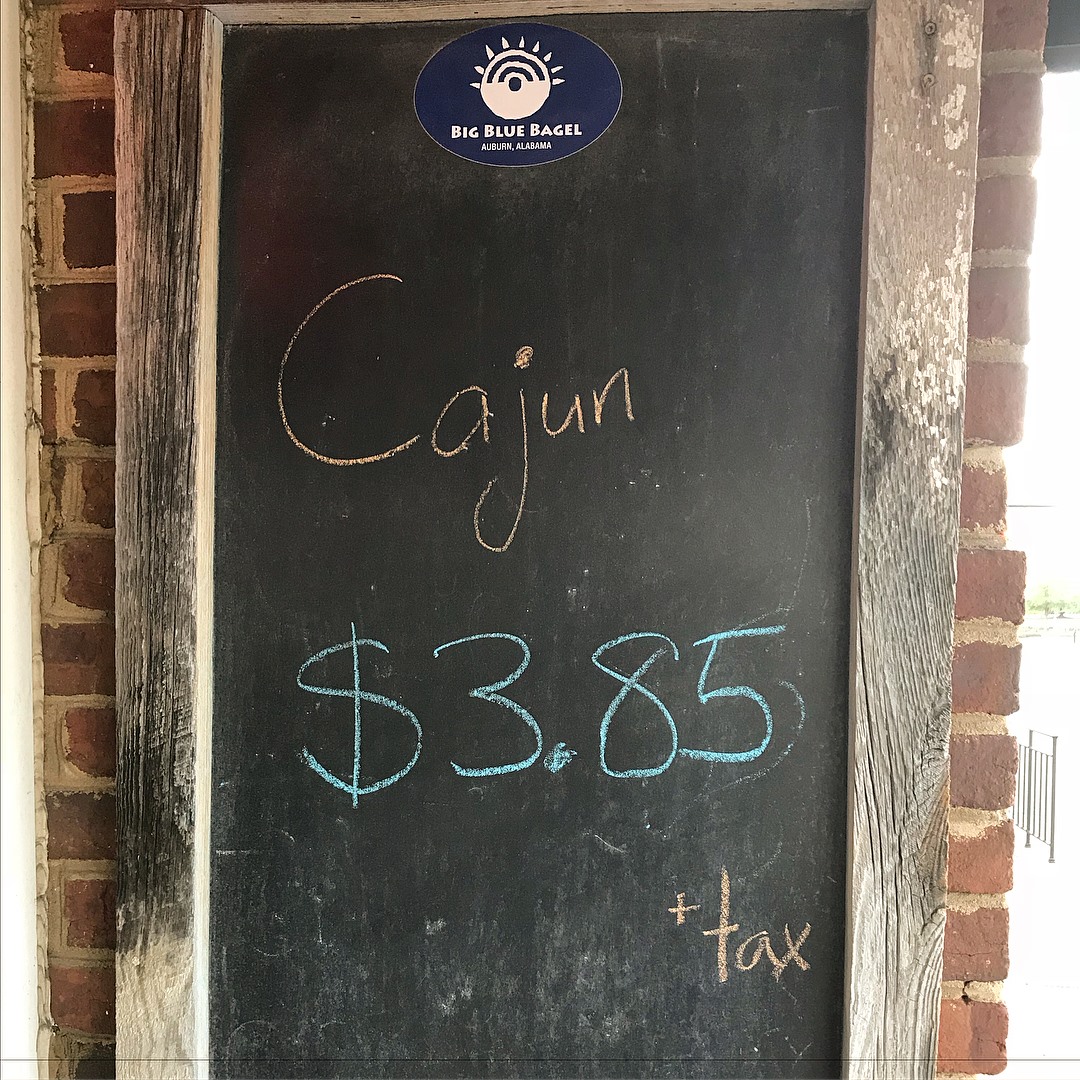 BIG BLUE BAGEL
AUBURN, ALABAMA
Cajun
$3.85
+ tax